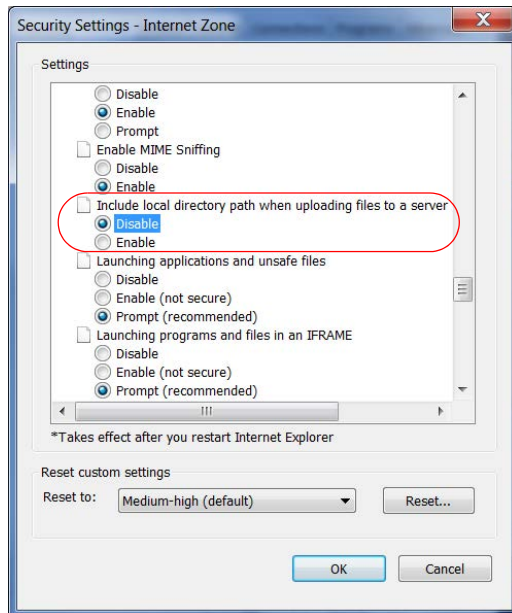 Security Settings - Internet Zone
Settings
Disable
Enable
Prompt
Enable MIME Sniffing
Disable
Enable
Include local directory path when uploading files to a server
Disable
Enable
Launching applications and unsafe files
Disable
Enable (not secure)
Prompt (recommended)
Launching programs and files in an IFRAME
Disable
Enable (not secure)
Prompt (recommended)
*Takes effect after you restart Internet Explorer
Reset custom settings
Reset to: Medium-high (default) Reset...
OK Cancel